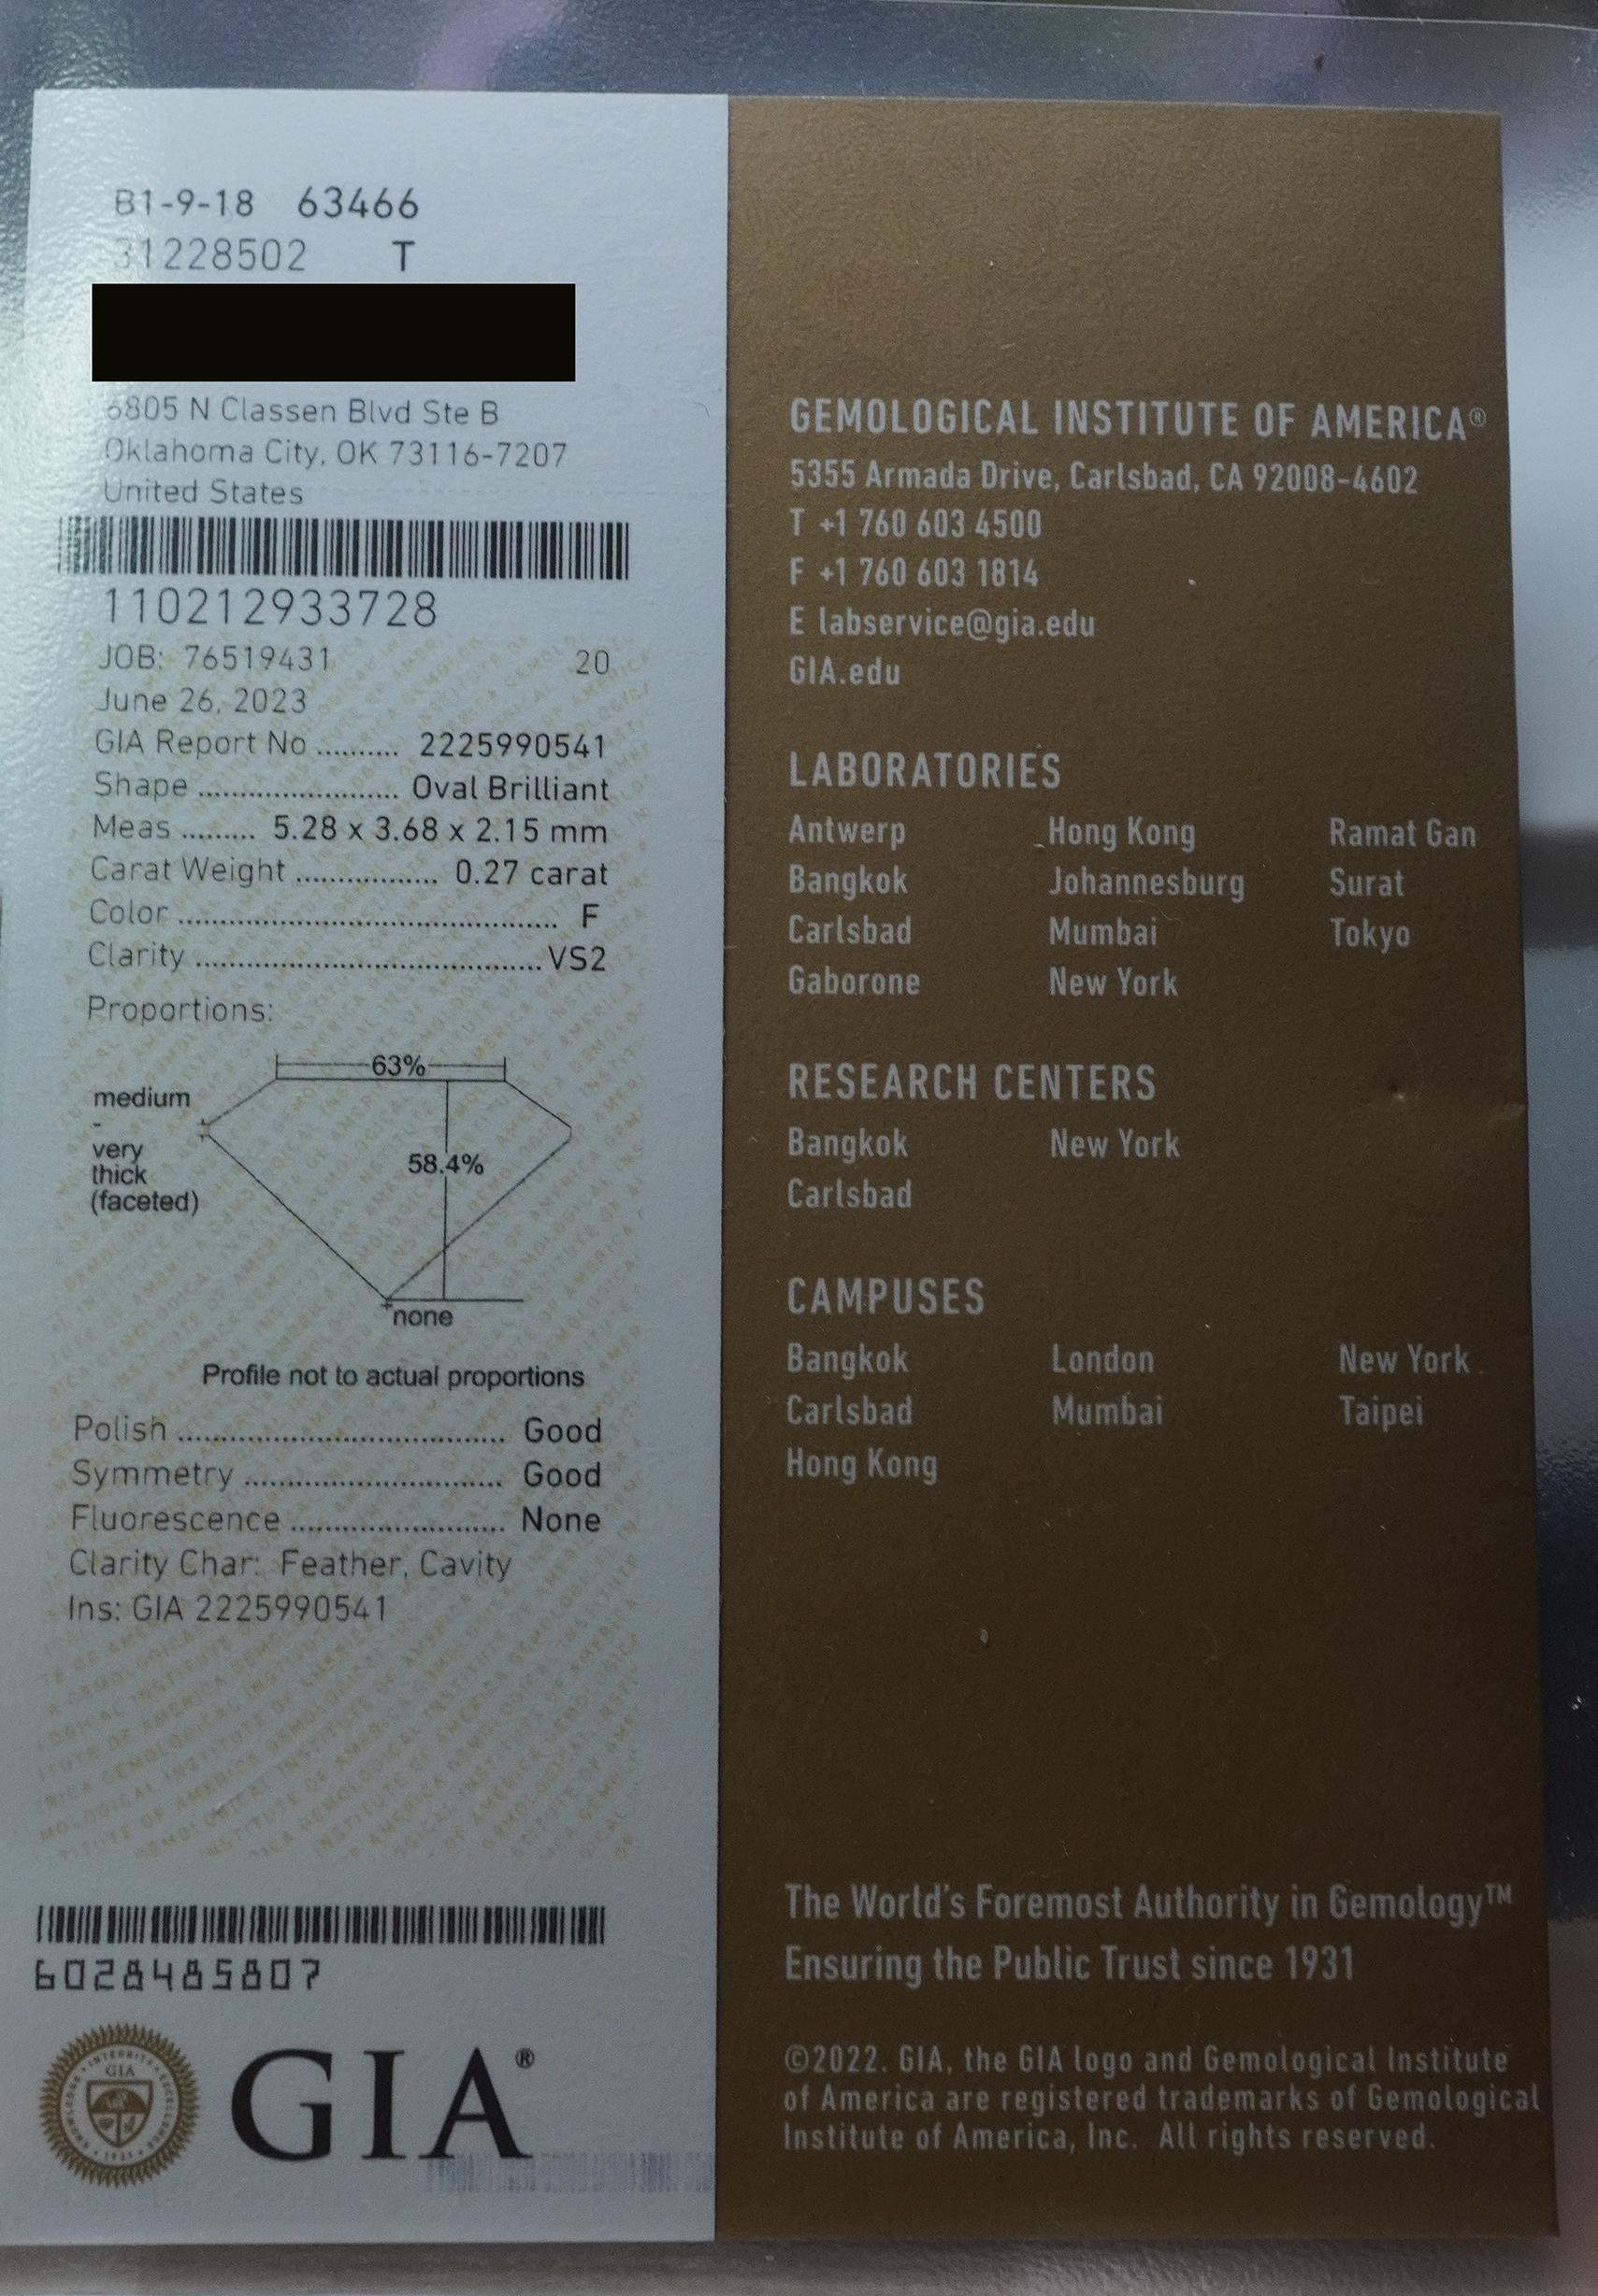 B1-9-18 63466
31228502 T
6805 N Classen Blvd Ste B
Oklahoma City, OK 73116-7207
United States
110212933728
JOB: 76519431 20
June 26, 2023
GIA Report No .......... 2225990541
Shape ........................ Oval Brilliant
Meas ......... 5.28 x 3.68 x 2.15 mm
Carat Weight ................. 0.27 carat
Color ............................................. F
Clarity ......................................... VS2
Proportions:
63%
medium
-
very
thick
(faceted)
58.4%
none
Profile not to actual proportions
Polish ....................................... Good
Symmetry ............................... Good
Fluorescence .......................... None
Clarity Char: Feather, Cavity
Ins: GIA 2225990541
6028485807
GIA
GIA®
GEMOLOGICAL INSTITUTE OF AMERICA®
5355 Armada Drive, Carlsbad, CA 92008-4602
T +1 760 603 4500
F +1 760 603 1814
E labservice@gia.edu
GIA.edu
LABORATORIES
Antwerp Hong Kong Ramat Gan
Bangkok Johannesburg Surat
Carlsbad Mumbai Tokyo
Gaborone New York
RESEARCH CENTERS
Bangkok New York
Carlsbad
CAMPUSES
Bangkok London New York
Carlsbad Mumbai Taipei
Hong Kong
The World's Foremost Authority in Gemology™
Ensuring the Public Trust since 1931
©2022. GIA, the GIA logo and Gemological Institute
of America are registered trademarks of Gemological
Institute of America, Inc. All rights reserved.